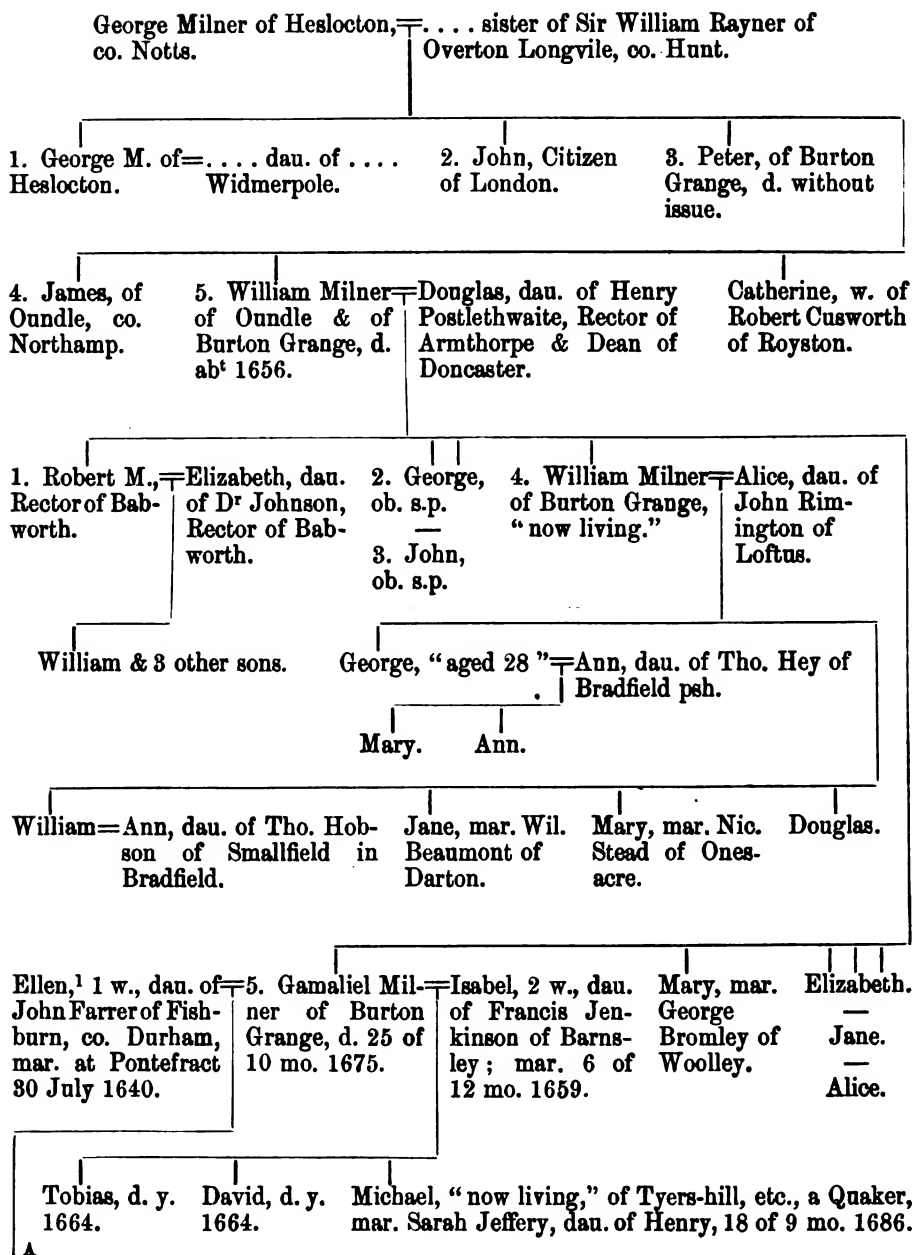 George Milner of Heslocton, = . . . . sister of Sir William Rayner of
co. Notts. Overton Longvile, co. Hunt.
1. George M. of = . . . . dau. of . . . .
Heslocton. Widmerpole.
2. John, Citizen
of London.
3. Peter, of Burton
Grange, d. without
issue.
4. James, of
Oundle, co.
Northamp.
5. William Milner =
of Oundle & of
Burton Grange, d.
abᵗ 1656.
Douglas, dau. of Henry
Postlethwaite, Rector of
Armthorpe & Dean of
Doncaster.
Catherine, w. of
Robert Cusworth
of Royston.
1. Robert M., =
Rector of Bab-
worth.
Elizabeth, dau.
of Dʳ Johnson,
Rector of Bab-
worth.
2. George,
ob. s.p.
—
3. John,
ob. s.p.
4. William Milner =
of Burton Grange,
"now living."
Alice, dau. of
John Rim-
ington of
Loftus.
William & 3 other sons.
George, "aged 28" = Ann, dau. of Tho. Hey of
Bradfield psh.
Mary. Ann.
William = Ann, dau. of Tho. Hob-
son of Smallfield in
Bradfield.
Jane, mar. Wil.
Beaumont of
Darton.
Mary, mar. Nic.
Stead of Ones-
acre.
Douglas.
Ellen,¹ 1 w., dau. of =
John Farrer of Fish-
burn, co. Durham,
mar. at Pontefract
30 July 1640.
5. Gamaliel Mil- =
ner of Burton
Grange, d. 25 of
10 mo. 1675.
Isabel, 2 w., dau.
of Francis Jen-
kinson of Barns-
ley; mar. 6 of
12 mo. 1659.
Mary, mar.
George
Bromley of
Woolley.
Elizabeth.
—
Jane.
—
Alice.
Tobias, d. y.
1664.
David, d. y.
1664.
Michael, "now living," of Tyers-hill, etc., a Quaker,
mar. Sarah Jeffery, dau. of Henry, 18 of 9 mo. 1686.
A